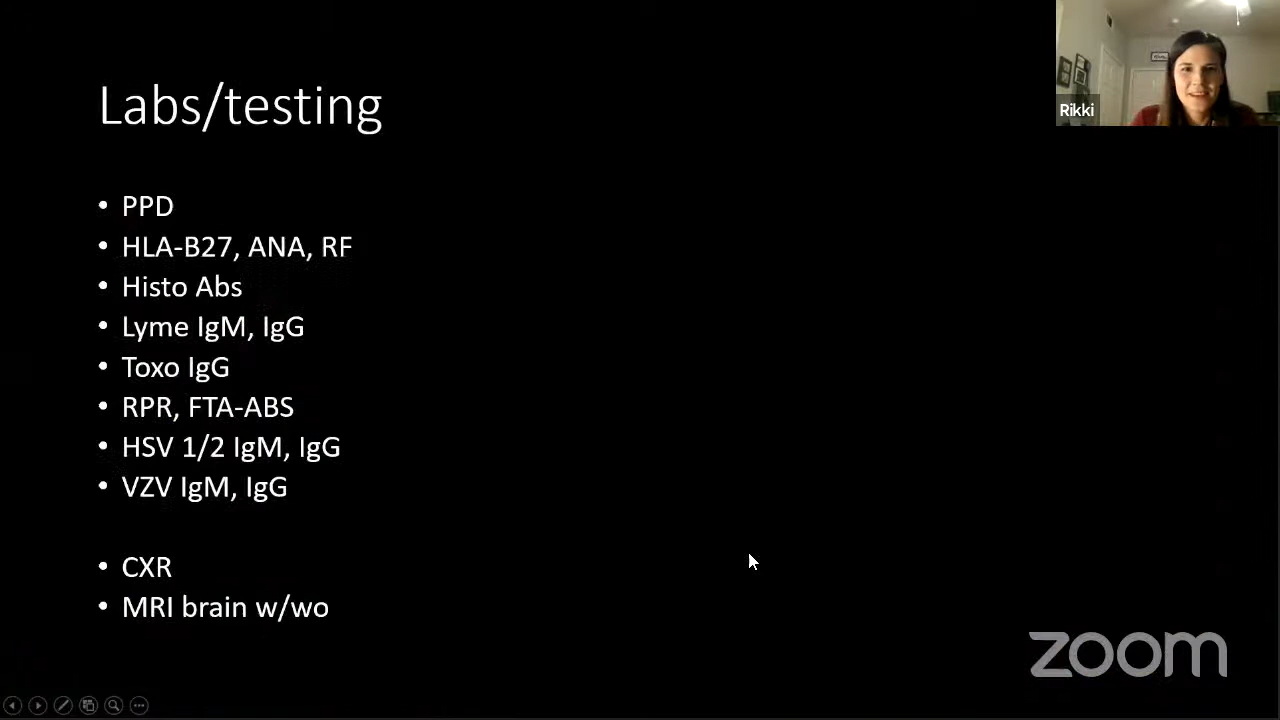 Labs/testing
Rikki
• PPD
• HLA-B27, ANA, RF
• Histo Abs
• Lyme IgM, IgG
• Toxo IgG
• RPR, FTA-ABS
• HSV 1/2 IgM, IgG
• VZV IgM, IgG
• CXR
• MRI brain w/wo
zoom